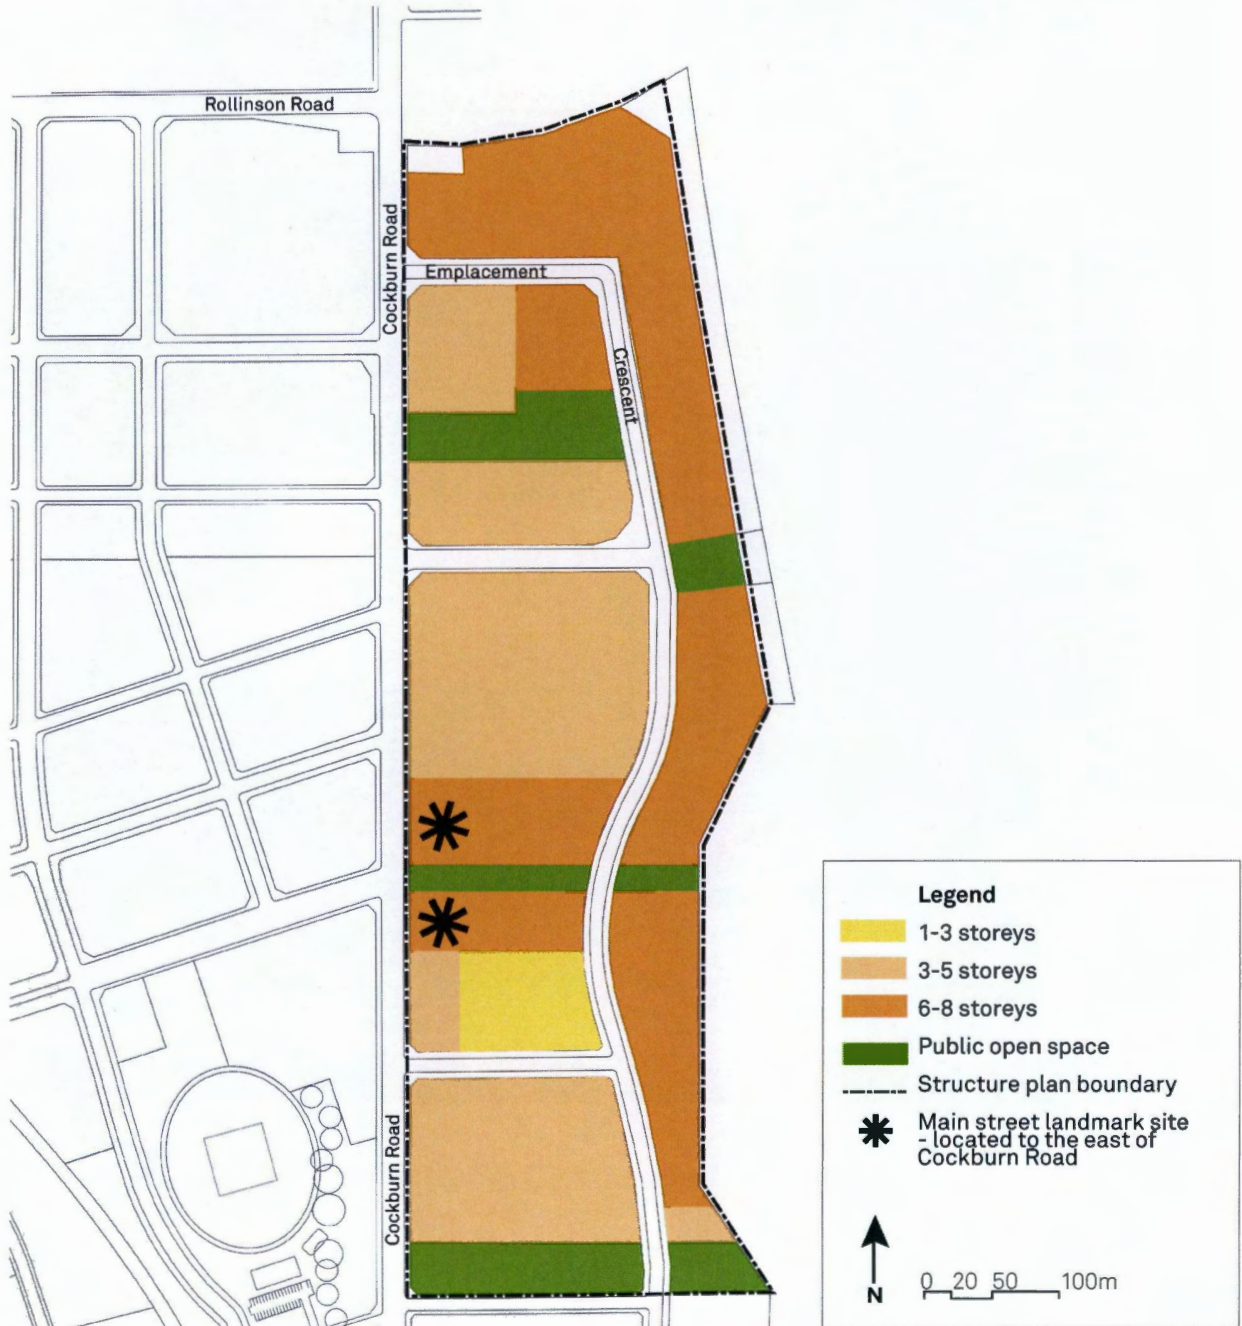 Rollinson Road
Cockburn Road
Emplacement
Crescent
Cockburn Road
Legend
1-3 storeys
3-5 storeys
6-8 storeys
Public open space
Structure plan boundary
Main street landmark site
- located to the east of
Cockburn Road
N
0 20 50 100m